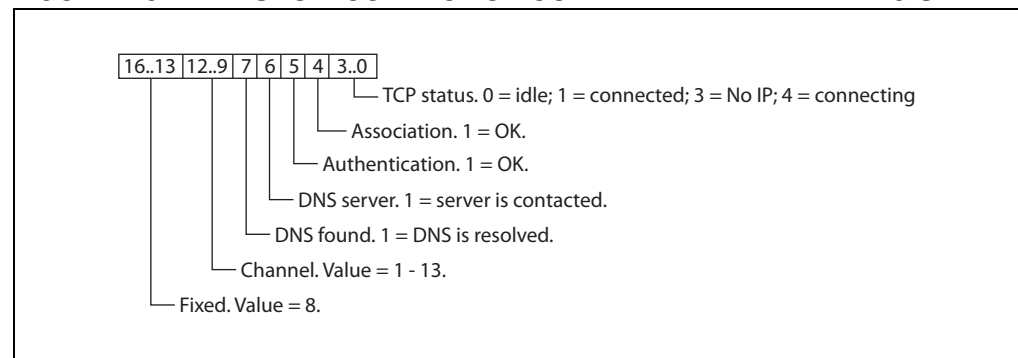 16..13 12..9 7 6 5 4 3..0
TCP status. 0 = idle; 1 = connected; 3 = No IP; 4 = connecting
Association. 1 = OK.
Authentication. 1 = OK.
DNS server. 1 = server is contacted.
DNS found. 1 = DNS is resolved.
Channel. Value = 1 - 13.
Fixed. Value = 8.